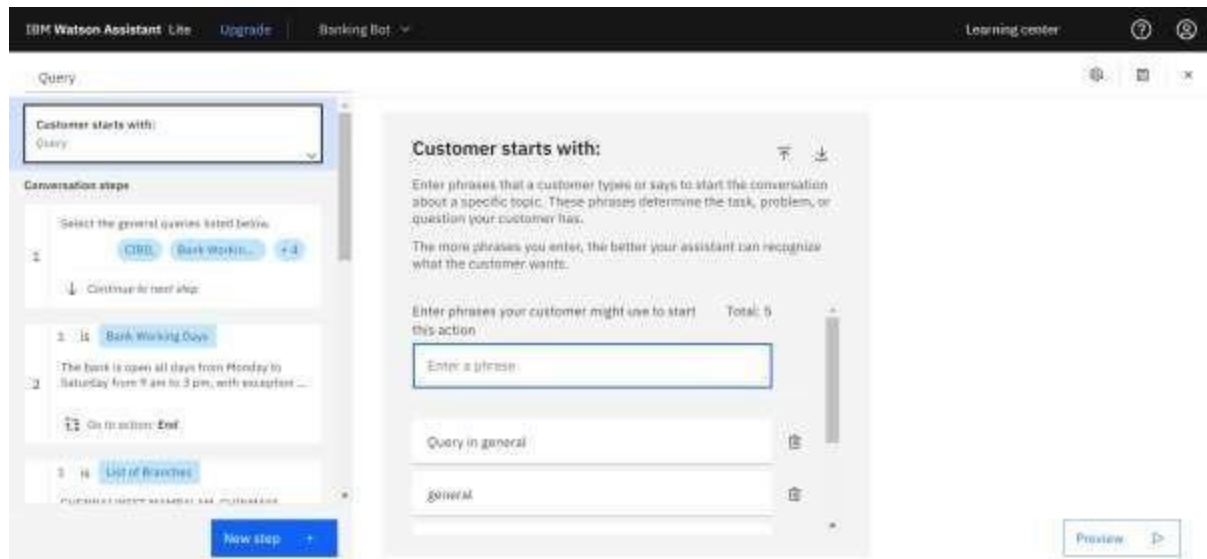 IBM Watson Assistant Lite Upgrade Banking Bot Learning center
Query
Customer starts with:
Query
Conversation steps
1
Select the general queries listed below
CIBIL Bank Workin... +4
Continue to next step
2
1 is Bank Working Days
The bank is open all days from Monday to
Saturday from 9 am to 3 pm, with exception ...
Go to action: End
1 is List of Branches
New step +
Customer starts with:
Enter phrases that a customer types or says to start the conversation
about a specific topic. These phrases determine the task, problem, or
question your customer has.
The more phrases you enter, the better your assistant can recognize
what the customer wants.
Enter phrases your customer might use to start
this action
Total: 5
Enter a phrase
Query in general
general
Preview